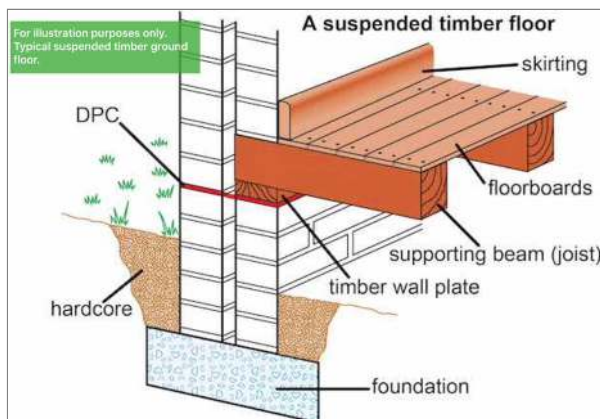 For illustration purposes only.
Typical suspended timber ground
floor.
A suspended timber floor
skirting
DPC
floorboards
supporting beam (joist)
timber wall plate
hardcore
foundation